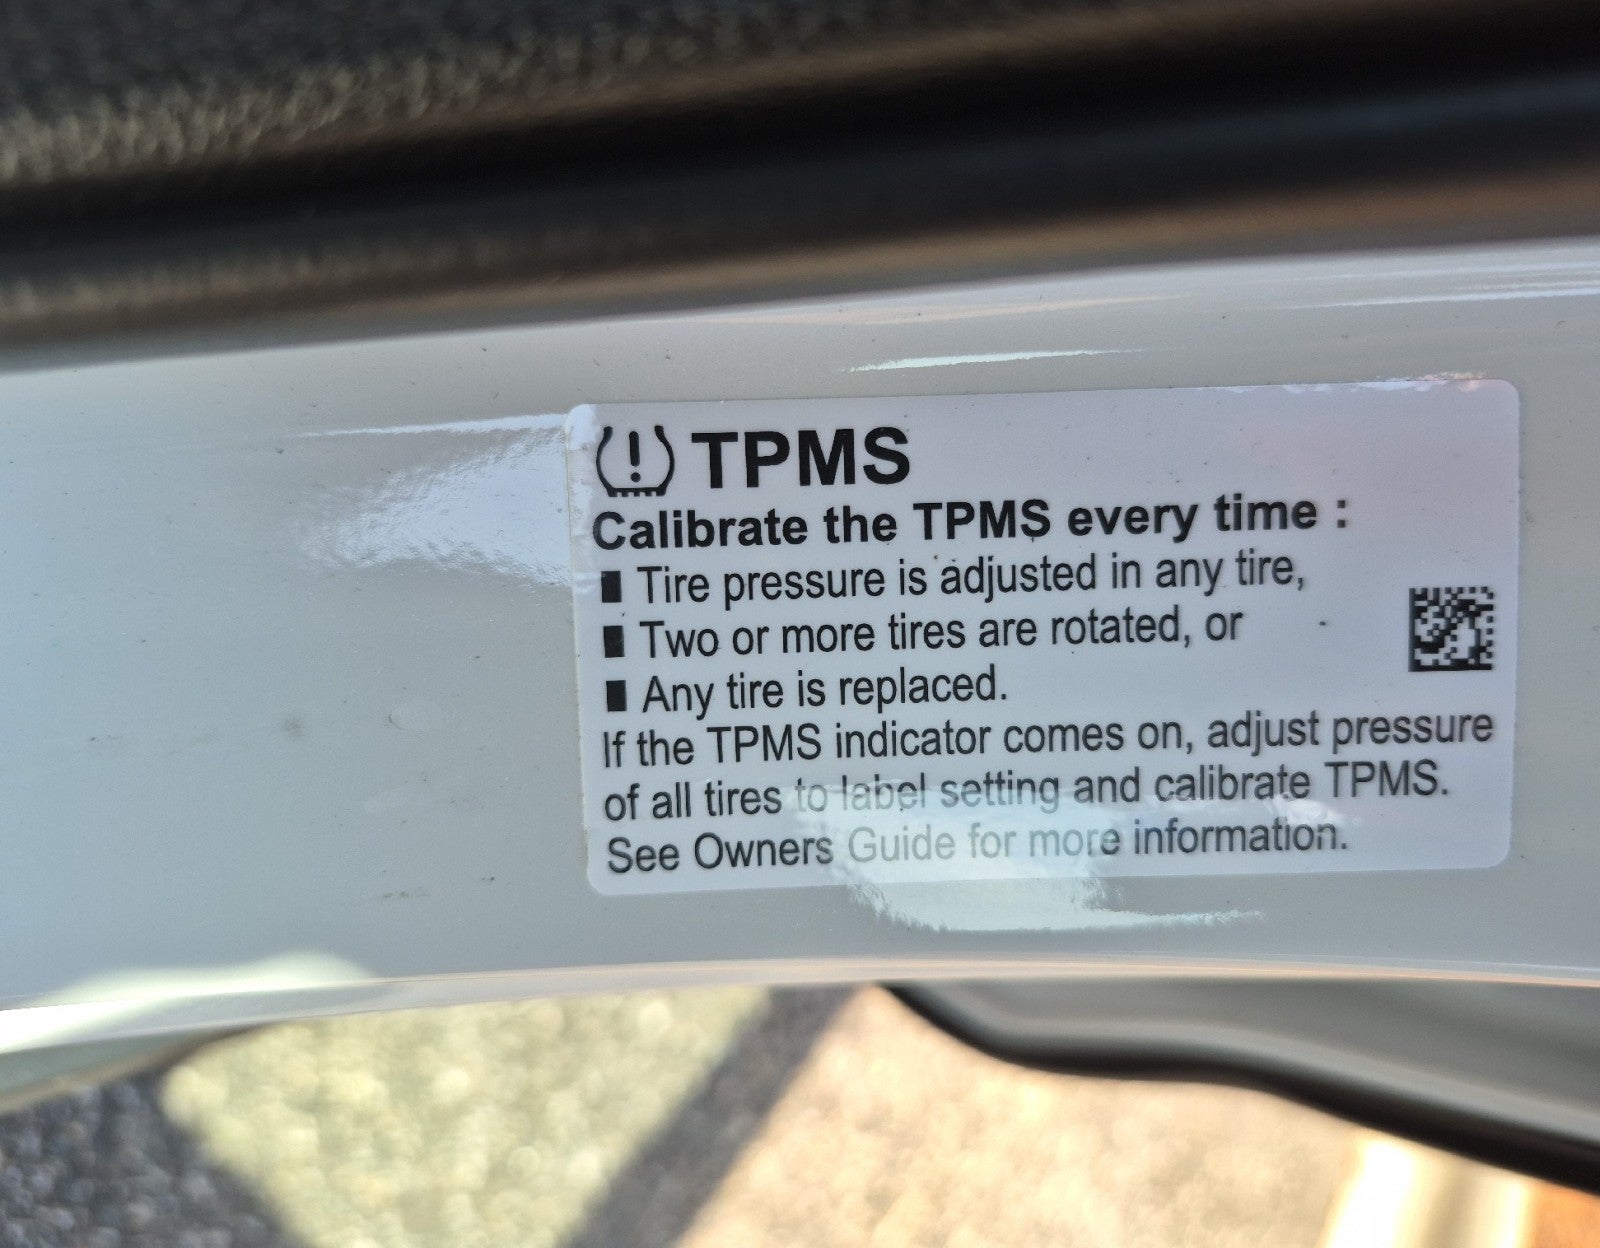 TPMS
Calibrate the TPMS every time :
■ Tire pressure is adjusted in any tire,
■ Two or more tires are rotated, or
■ Any tire is replaced.
If the TPMS indicator comes on, adjust pressure
of all tires to label setting and calibrate TPMS.
See Owners Guide for more information.